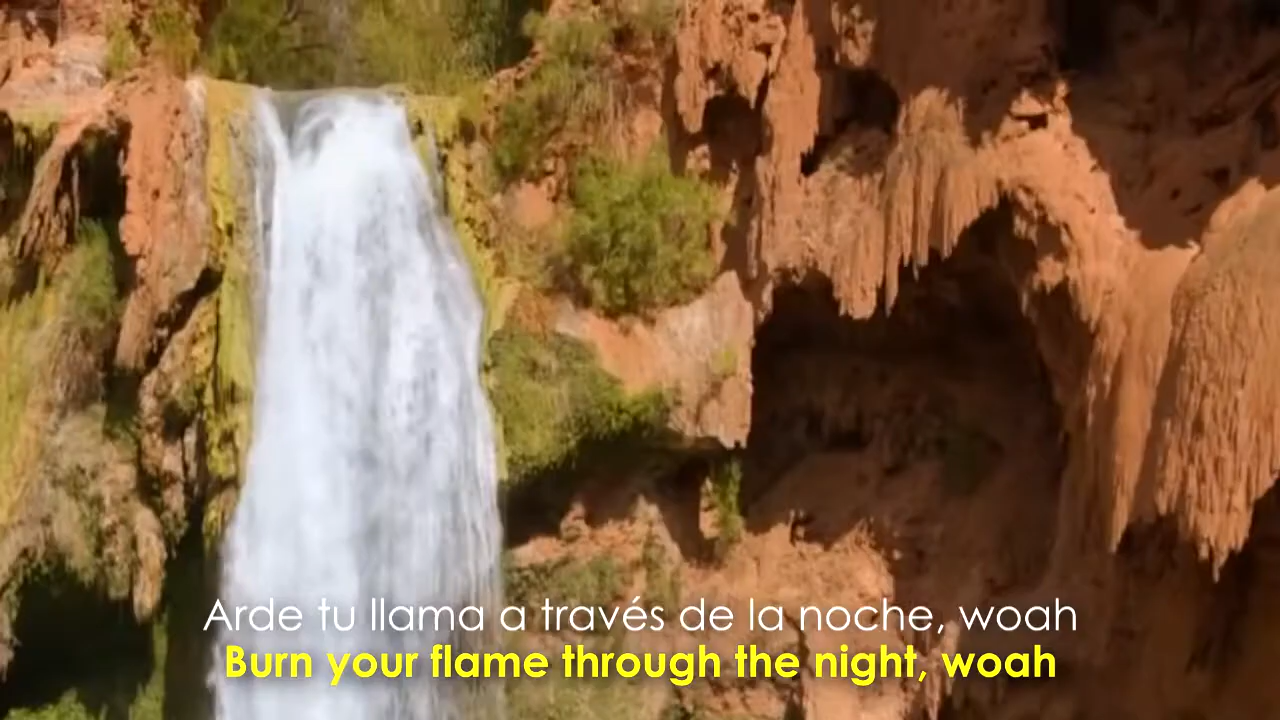 Arde tu llama a través de la noche, woah
Burn your flame through the night, woah